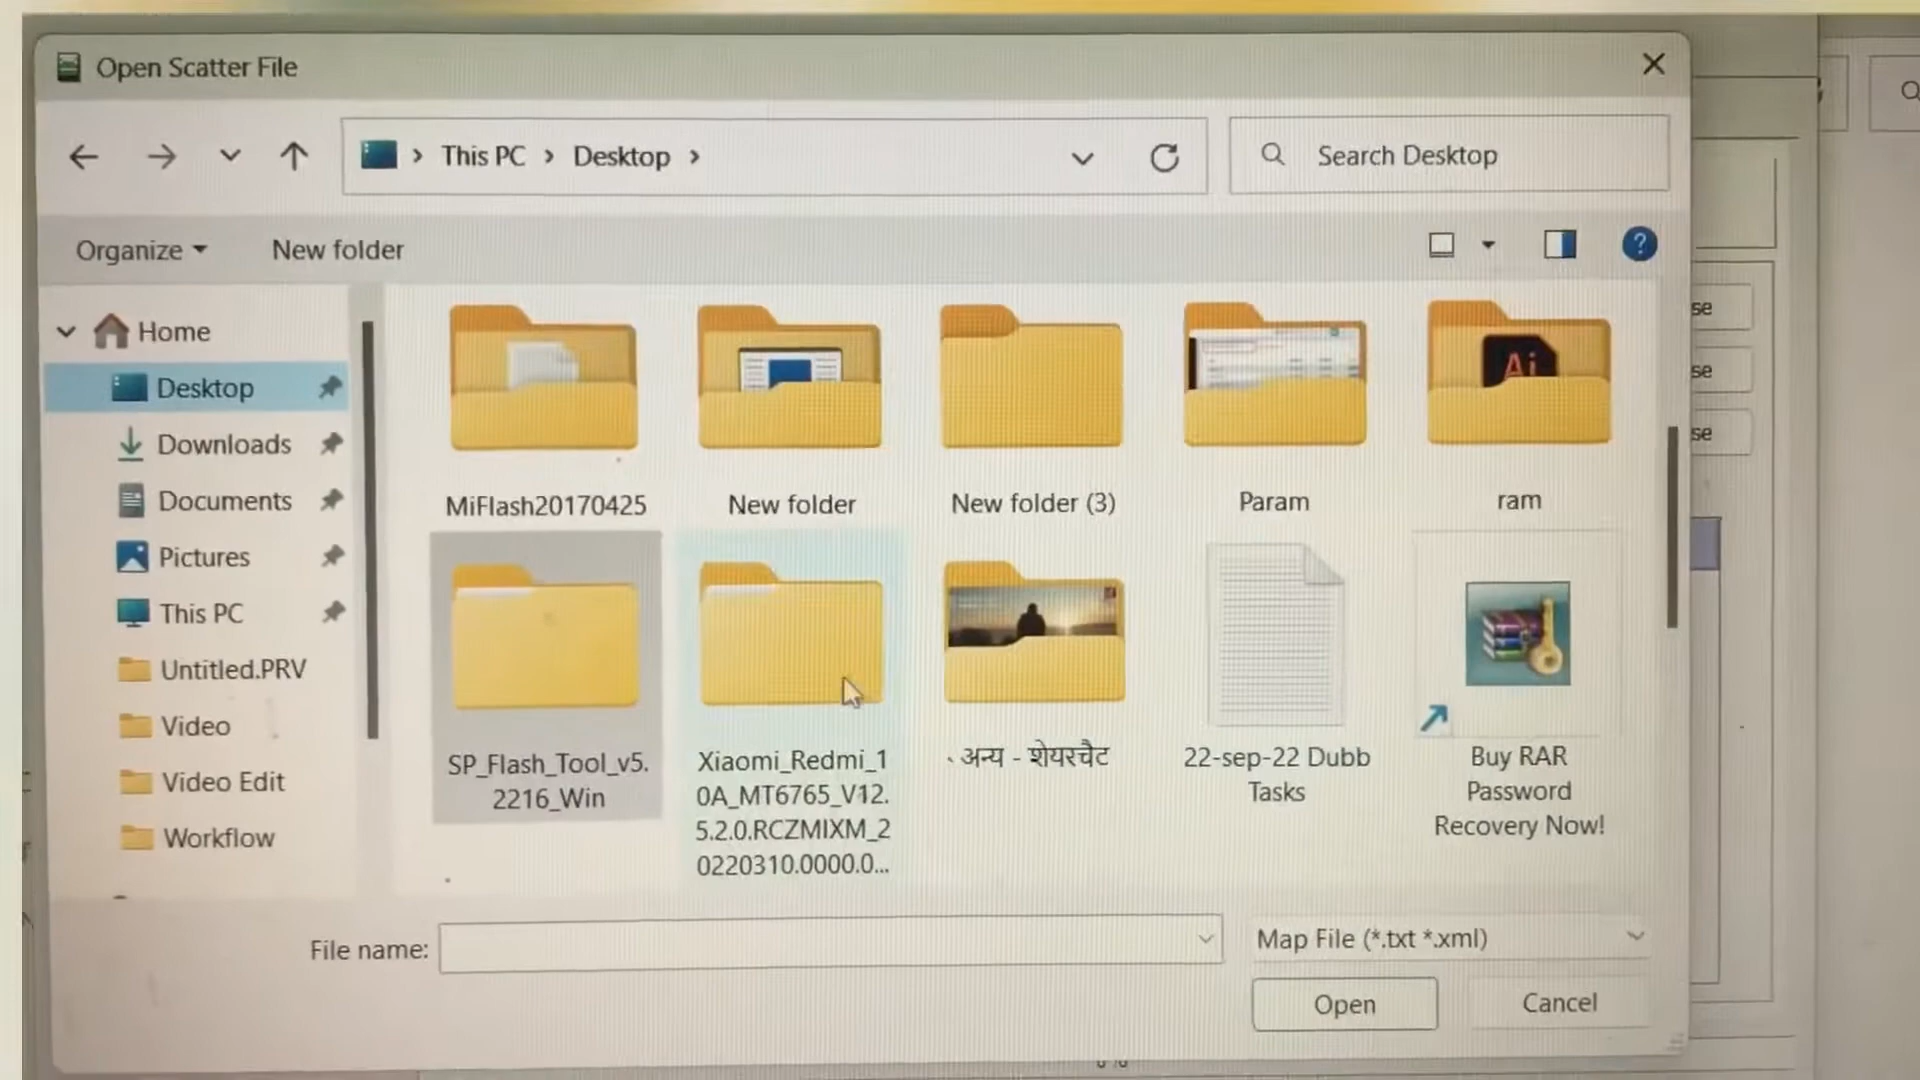 Open Scatter File
This PC
Desktop
Search Desktop
Organize
New folder
Home
Desktop
Downloads
Documents
Pictures
This PC
Untitled.PRV
Video
Video Edit
Workflow
MiFlash20170425
New folder
New folder (3)
Param
Ai
ram
SP_Flash_Tool_v5.
2216_Win
Xiaomi_Redmi_1
0A_MT6765_V12.
5.2.0.RCZMIXM_2
0220310.0000.0...
अन्य - शेयरचैट
22-sep-22 Dubb
Tasks
Buy RAR
Password
Recovery Now!
se
se
se
File name:
Map File (*.txt *.xml)
Open
Cancel